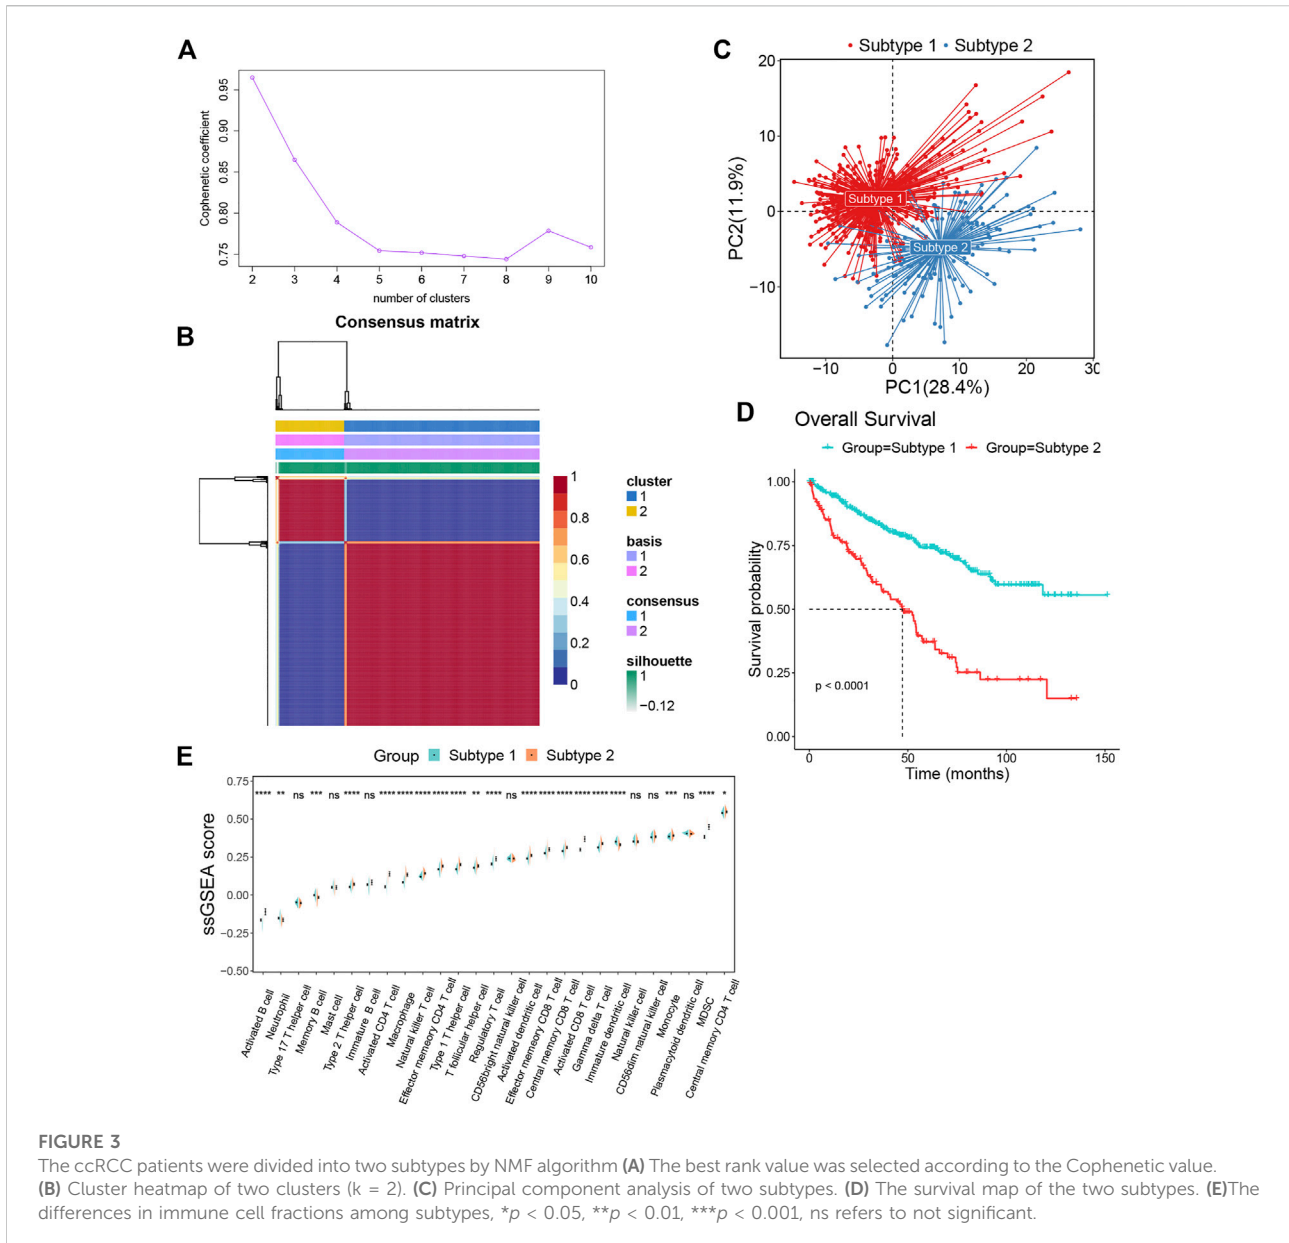 A
Cophenetic coefficient
0.95
0.90
0.85
0.80
0.75
2 3 4 5 6 7 8 9 10
number of clusters
B
Consensus matrix
1
0.8
0.6
0.4
0.2
0
cluster
1
2
basis
1
2
consensus
1
2
silhouette
1
−0.12
C
Subtype 1 Subtype 2
PC2(11.9%)
20
10
0
−10
Subtype 1
Subtype 2
−10 0 10 20 30
PC1(28.4%)
D
Overall Survival
Group=Subtype 1 Group=Subtype 2
Survival probability
1.00
0.75
0.50
0.25
0.00
p < 0.0001
0 50 100 150
Time (months)
E
Group Subtype 1 Subtype 2
ssGSEA score
0.75
0.50
0.25
0.00
−0.25
−0.50
**** ** ns *** ns **** ns **** **** **** **** **** ** **** ns **** **** **** **** **** **** ns ns *** ns **** *
Activated B cell
Neutrophil
Type 17 T helper cell
Memory B cell
Mast cell
Type 2 T helper cell
Immature B cell
Activated CD4 T cell
Macrophage
Natural killer T cell
Effector memeory CD4 T cell
Type 1 T helper cell
T follicular helper cell
Regulatory T cell
CD56bright natural killer cell
Activated dendritic cell
Effector memeory CD8 T cell
Central memory CD8 T cell
Activated CD8 T cell
Gamma delta T cell
Immature dendritic cell
Natural killer cell
CD56dim natural killer cell
Monocyte
Plasmacytoid dendritic cell
MDSC
Central memory CD4 T cell
FIGURE 3
The ccRCC patients were divided into two subtypes by NMF algorithm (A) The best rank value was selected according to the Cophenetic value.
(B) Cluster heatmap of two clusters (k = 2). (C) Principal component analysis of two subtypes. (D) The survival map of the two subtypes. (E)The
differences in immune cell fractions among subtypes, *p < 0.05, **p < 0.01, ***p < 0.001, ns refers to not significant.